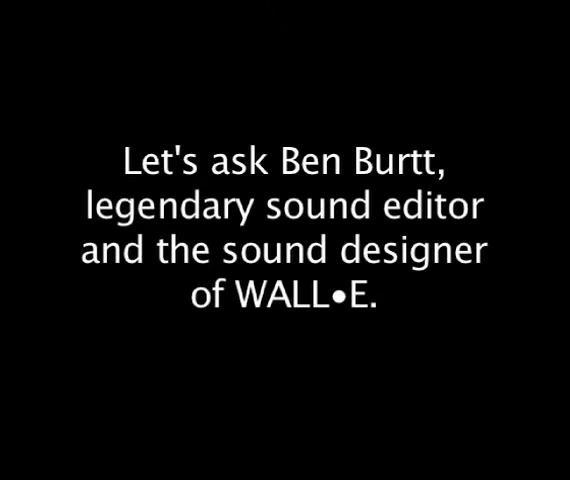 Let's ask Ben Burtt,
legendary sound editor
and the sound designer
of WALL•E.